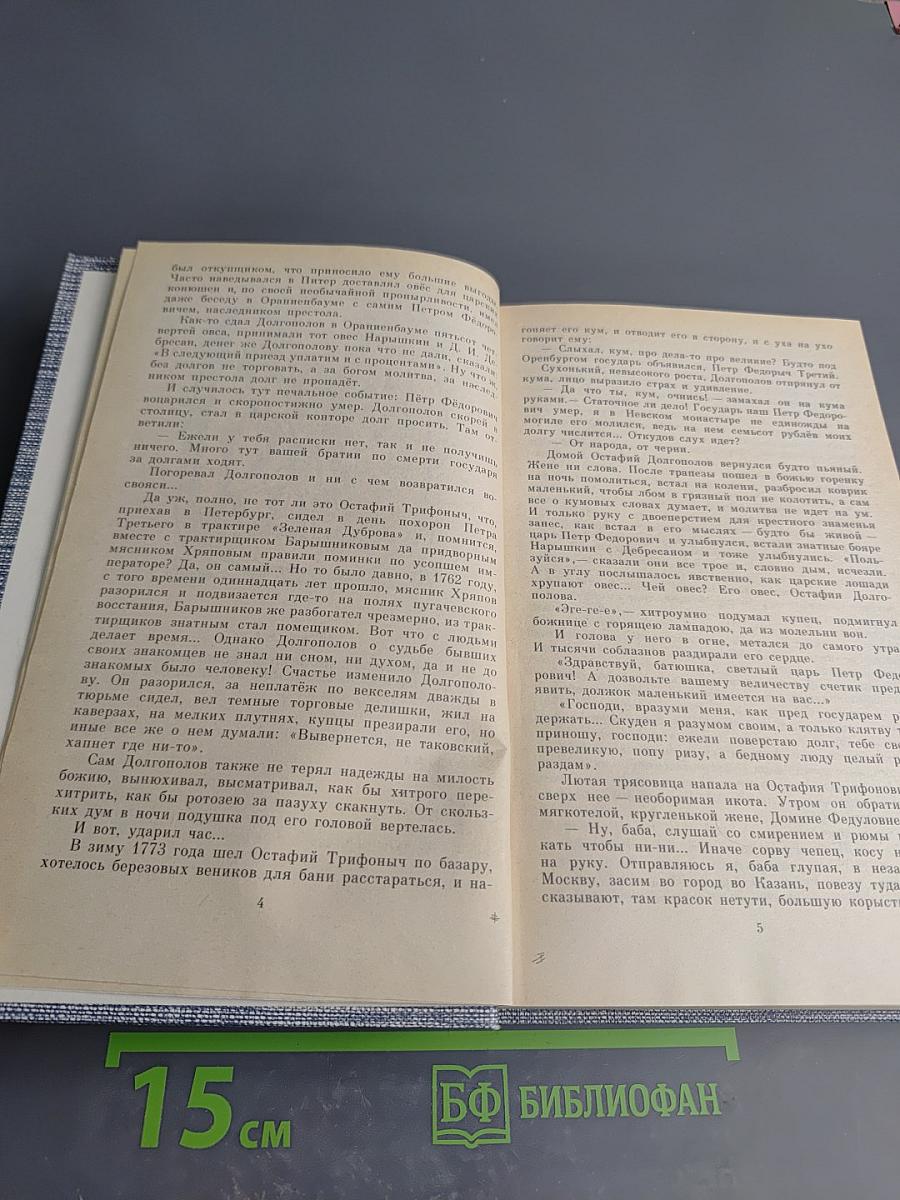 был откупщиком, что приносило ему большие выгоды
Часто наведывался в Питер доставлял овёс для царских
конюшен и, по своей необычайной пронырливости, имел
даже беседу в Ораниенбауме с самим Петром Фёдоро-
вичем, наследником престола.
Как-то сдал Долгополов в Ораниенбауме пятьсот чет-
вертей овса, принимали тот овес Нарышкин и Д. И. Де-
бресан, денег же Долгополову пока что не дали, сказали:
«В следующий приезд уплатим и с процентами». Ну что ж,
без долгов не торговать, а за богом молитва, за наслед-
ником престола долг не пропадёт.
И случилось тут печальное событие: Пётр Фёдорович
воцарился и скоропостижно умер. Долгополов скорей в
столицу, стал в царской конторе долг просить. Там от-
ветили:
— Ежели у тебя расписки нет, так и не получишь
ничего. Много тут вашей братии по смерти государя
за долгами ходят.
Погоревал Долгополов и ни с чем возвратился во-
свояси...
Да уж, полно, не тот ли это Остафий Трифоныч, что,
приехав в Петербург, сидел в день похорон Петра
Третьего в трактире «Зеленая Дуброва» и, помнится,
вместе с трактирщиком Барышниковым да придворным
мясником Хряповым правили поминки по усопшем им-
ператоре? Да, он самый... Но то было давно, в 1762 году,
с того времени одиннадцать лет прошло, мясник Хряпов
разорился и подвизается где-то на полях пугачевского
восстания, Барышников же разбогател чрезмерно, из трак-
тирщиков знатным стал помещиком. Вот что с людьми
делает время... Однако Долгополов о судьбе бывших
своих знакомцев не знал ни сном, ни духом, да и не до
знакомых было человеку! Счастье изменило Долгополо-
ву. Он разорился, за неплатёж по векселям дважды в
тюрьме сидел, вел темные торговые делишки, жил на
каверзах, на мелких плутнях, купцы презирали его, но
иные все же о нем думали: «Вывернется, не таковский,
хапнет где ни-то».
Сам Долгополов также не терял надежды на милость
божию, вынюхивал, высматривал, как бы хитрого пере-
хитрить, как бы ротозею за пазуху скакнуть. От скольз-
ких дум в ночи подушка под его головой вертелась.
И вот, ударил час...
В зиму 1773 года шел Остафий Трифоныч по базару,
хотелось березовых веников для бани расстараться, и на-
4
гоняет его кум, и отводит его в сторону, и с уха на ухо
говорит ему:
— Слыхал, кум, про дела-то про великие? Будто под
Оренбургом государь объявился, Петр Федорыч Третий.
Сухонький, невысокого роста, Долгополов отпрянул от
кума, лицо выразило страх и удивление.
— Да что ты, кум, очнись! — замахал он на кума
руками.— Статочное ли дело! Государь наш Петр Федоро-
вич умер, я в Невском монастыре не единожды на
могиле его молился, ведь на нем семьсот рублёв моих
долгу числится... Откудов слух идет?
— От народа, от черни.
Домой Остафий Долгополов вернулся будто пьяный.
Жене ни слова. После трапезы пошел в божью горенку
на ночь помолиться, встал на колени, разбросил коврик
маленький, чтобы лбом в грязный пол не колотить, а сам
все о кумовых словах думает, и молитва не идет на ум.
И только руку с двоеперстием для крестного знаменья
занес, как встал в его мыслях — будто бы живой —
царь Петр Федорович и улыбнулся, встали знатные бояре
Нарышкин с Дебресаном и тоже улыбнулись. «Поль-
зуйся»,— сказали они все трое и, словно дым, исчезли.
А в углу послышалось явственно, как царские лошади
хрупают овес... Чей овес? Его овес, Остафия Долго-
полова.
«Эге-ге-е»,— хитроумно подумал купец, подмигнул
божнице с горящею лампадою, да из молельни вон.
И голова у него в огне, метался до самого утра
И тысячи соблазнов раздирали его сердце.
«Здравствуй, батюшка, светлый царь Петр Федо
рович! А дозвольте вашему величеству счетик пред
явить, должок маленький имеется на вас...»
«Господи, вразуми меня, как пред государем р
держать... Скуден я разумом своим, а только клятву т
приношу, господи: ежели поверстаю долг, тебе св
превеликую, попу ризу, а бедному люду целый р
раздам».
Лютая трясовица напала на Остафия Трифонови
сверх нее — необоримая икота. Утром он обрати
мягкотелой, кругленькой жене, Домине Федуловне
— Ну, баба, слушай со смирением и рюмы п
кать чтобы ни-ни... Иначе сорву чепец, косу н
на руку. Отправляюсь я, баба глупая, в неза
Москву, засим во город во Казань, повезу туда
сказывают, там красок нетути, большую корысть
5
15 см
БФ БИБЛИОФАН